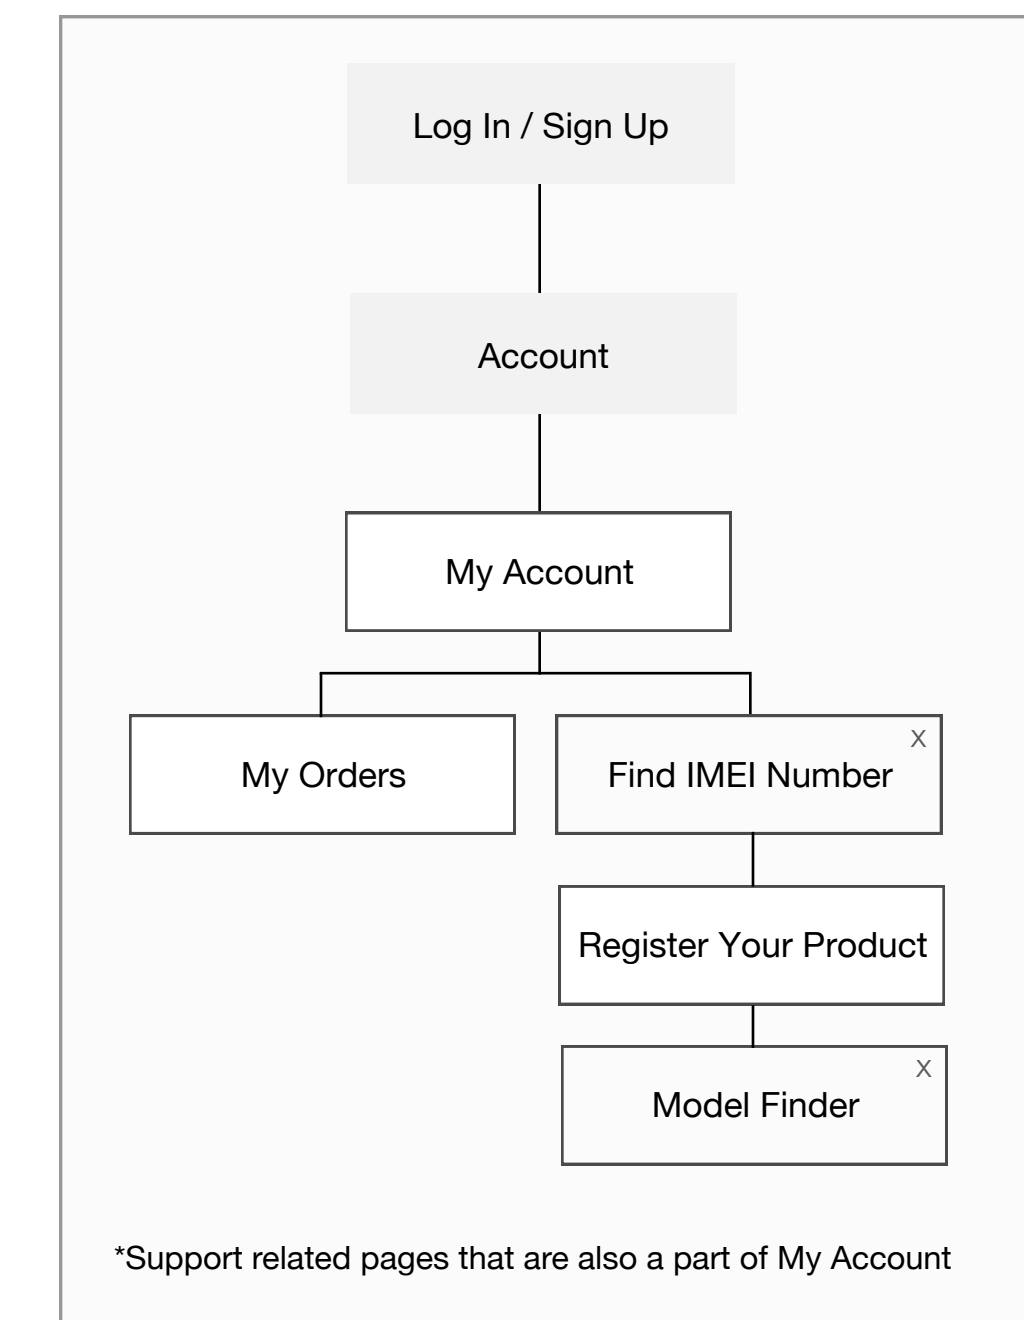 Log In / Sign Up
Account
My Account
My Orders
X
Find IMEI Number
Register Your Product
X
Model Finder
*Support related pages that are also a part of My Account